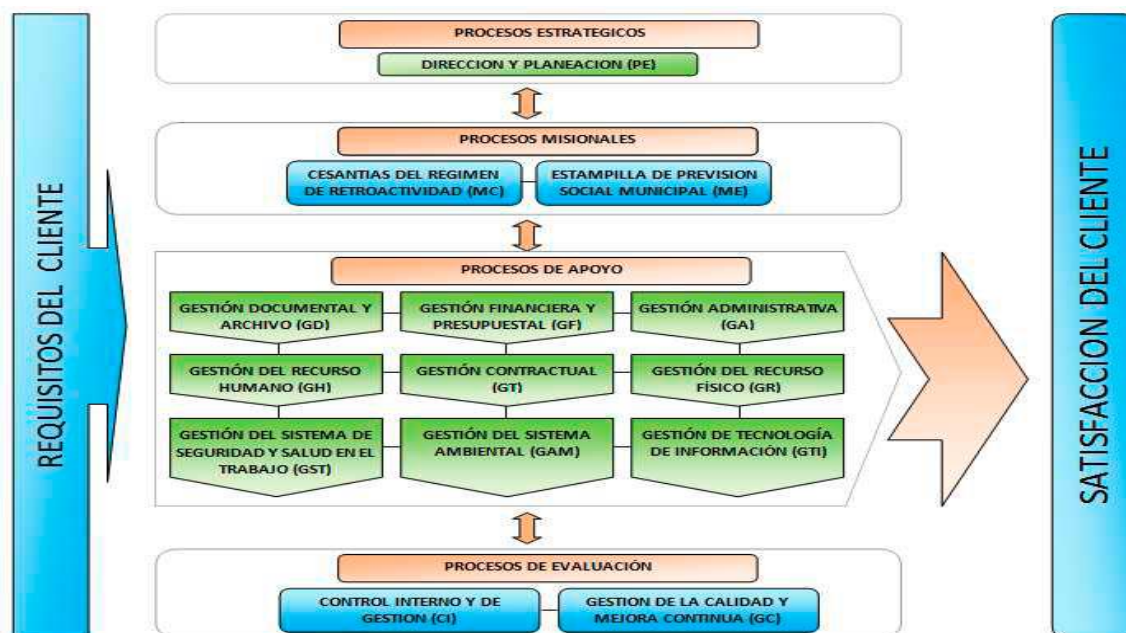 REQUISITOS DEL CLIENTE
PROCESOS ESTRATEGICOS
DIRECCION Y PLANEACION (PE)
PROCESOS MISIONALES
CESANTIAS DEL REGIMEN
DE RETROACTIVIDAD (MC)
ESTAMPILLA DE PREVISION
SOCIAL MUNICIPAL (ME)
PROCESOS DE APOYO
GESTIÓN DOCUMENTAL Y
ARCHIVO (GD)
GESTIÓN FINANCIERA Y
PRESUPUESTAL (GF)
GESTIÓN ADMINISTRATIVA
(GA)
GESTIÓN DEL RECURSO
HUMANO (GH)
GESTIÓN CONTRACTUAL
(GT)
GESTIÓN DEL RECURSO
FÍSICO (GR)
GESTIÓN DEL SISTEMA DE
SEGURIDAD Y SALUD EN EL
TRABAJO (GST)
GESTIÓN DEL SISTEMA
AMBIENTAL (GAM)
GESTIÓN DE TECNOLOGÍA
DE INFORMACIÓN (GTI)
PROCESOS DE EVALUACIÓN
CONTROL INTERNO Y DE
GESTION (CI)
GESTION DE LA CALIDAD Y
MEJORA CONTINUA (GC)
SATISFACCION DEL CLIENTE